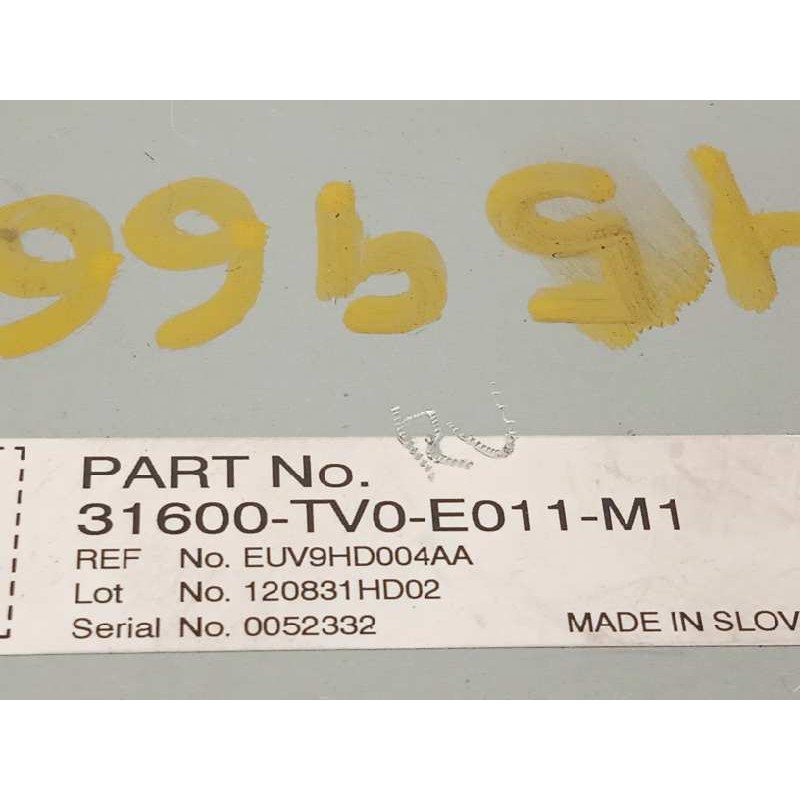 PART No.
31600-TV0-E011-M1
REF No. EUV9HD004AA
Lot No. 120831HD02
Serial No. 0052332
MADE IN SLOV